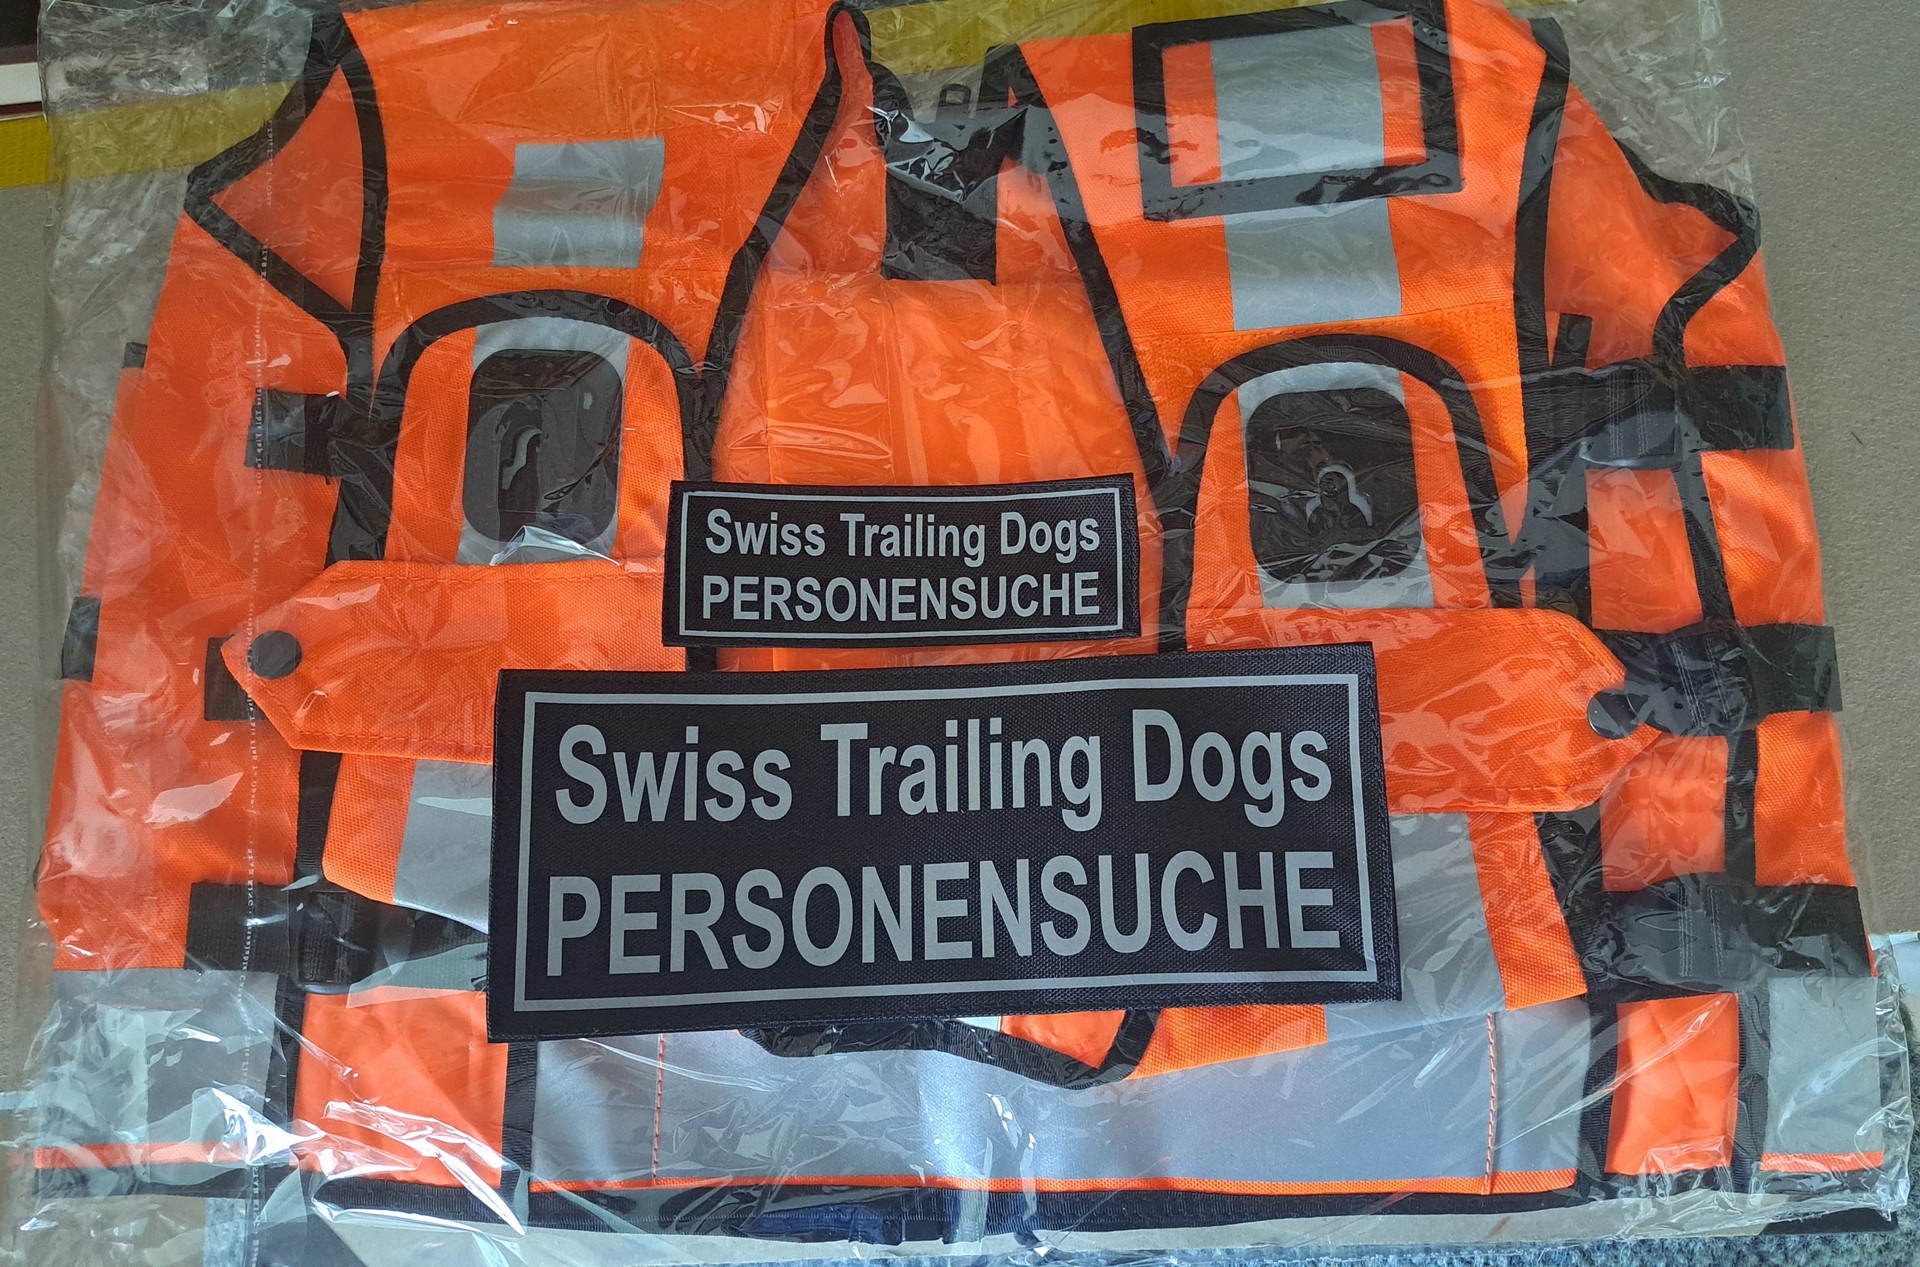 Swiss Trailing Dogs
PERSONENSUCHE
Swiss Trailing Dogs
PERSONENSUCHE